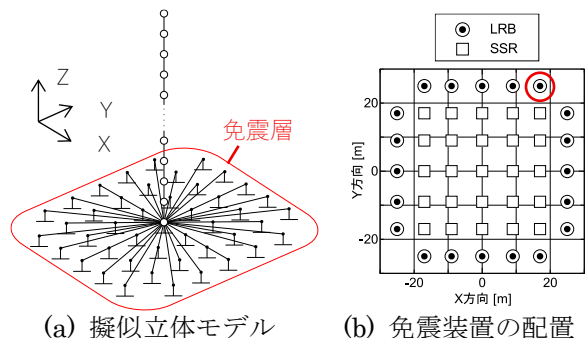 Z
Y
X
免震層
(a) 擬似立体モデル
LRB
SSR
Y方向 [m]
20
0
-20
-20
0
20
X方向 [m]
(b) 免震装置の配置